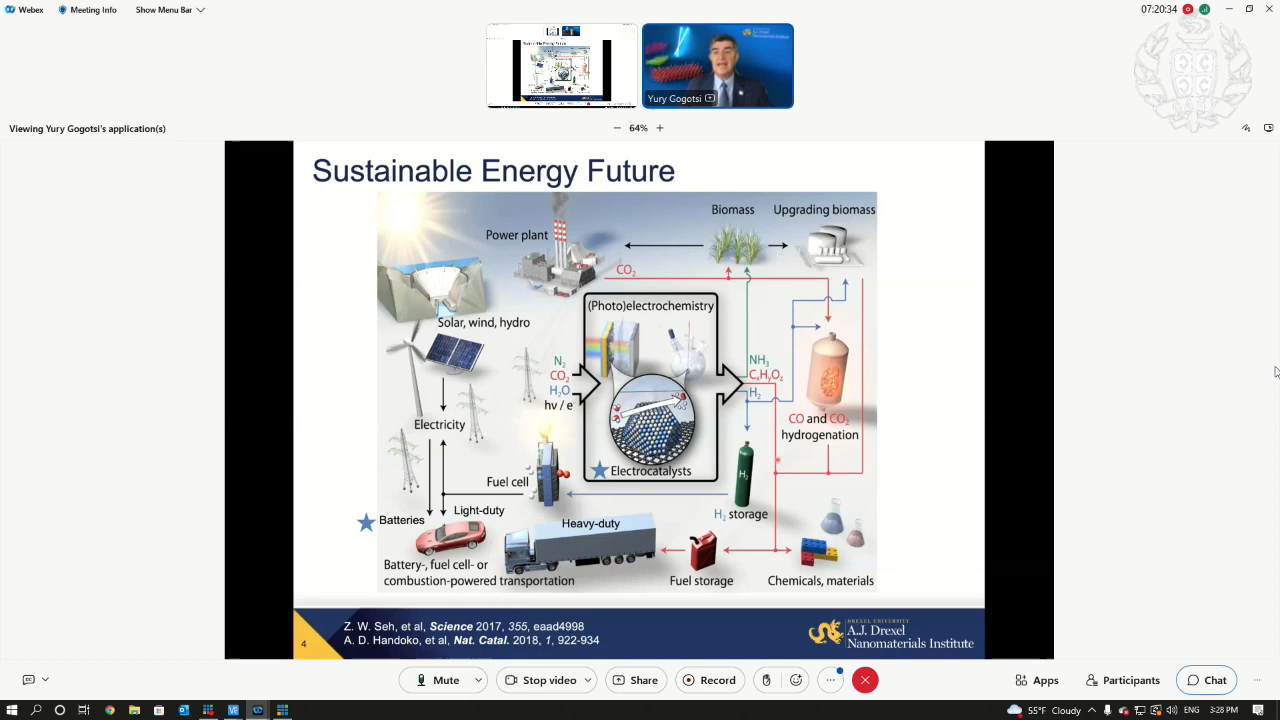 Webex
Meeting Info
Show Menu Bar
07:20:34
Yury Gogotsi
Viewing Yury Gogotsi's application(s)
64%
Sustainable Energy Future
Biomass
Upgrading biomass
Power plant
CO₂
(Photo)electrochemistry
Solar, wind, hydro
N₂
CO₂
H₂O
hν / e⁻
NH₃
CₓHᵧO_z
H₂
CO and CO₂
hydrogenation
Electricity
Electrocatalysts
Fuel cell
H₂
H₂ storage
Light-duty
Batteries
Heavy-duty
Battery-, fuel cell- or
combustion-powered transportation
Fuel storage
Chemicals, materials
4
Z. W. Seh, et al, Science 2017, 355, eaad4998
A. D. Handoko, et al, Nat. Catal. 2018, 1, 922-934
DREXEL UNIVERSITY
A.J. Drexel
Nanomaterials Institute
Mute
Stop video
Share
Record
Apps
Participants
Chat
55°F Cloudy
ENG
3:28 PM